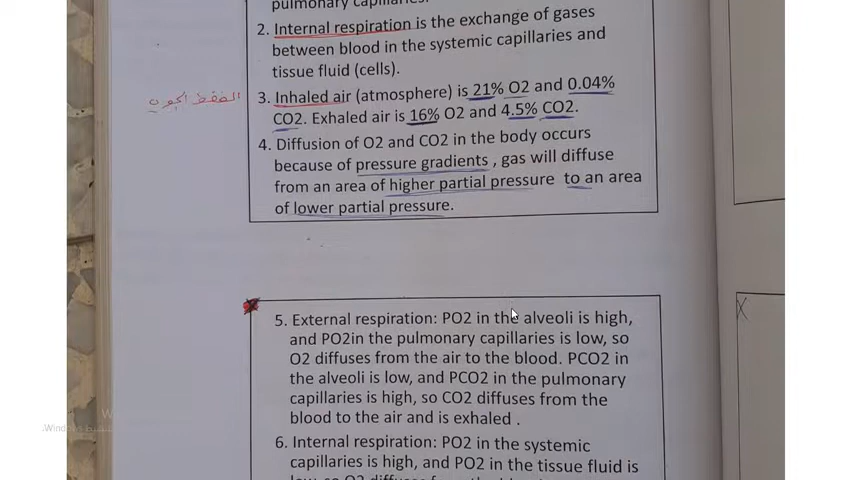 pulmonary capillaries.
2. Internal respiration is the exchange of gases
between blood in the systemic capillaries and
tissue fluid (cells).
3. Inhaled air (atmosphere) is 21% O2 and 0.04%
الضغط الجوي
CO2. Exhaled air is 16% O2 and 4.5% CO2.
4. Diffusion of O2 and CO2 in the body occurs
because of pressure gradients , gas will diffuse
from an area of higher partial pressure to an area
of lower partial pressure.
5. External respiration: PO2 in the alveoli is high,
and PO2in the pulmonary capillaries is low, so
O2 diffuses from the air to the blood. PCO2 in
the alveoli is low, and PCO2 in the pulmonary
capillaries is high, so CO2 diffuses from the
blood to the air and is exhaled .
6. Internal respiration: PO2 in the systemic
capillaries is high, and PO2 in the tissue fluid is